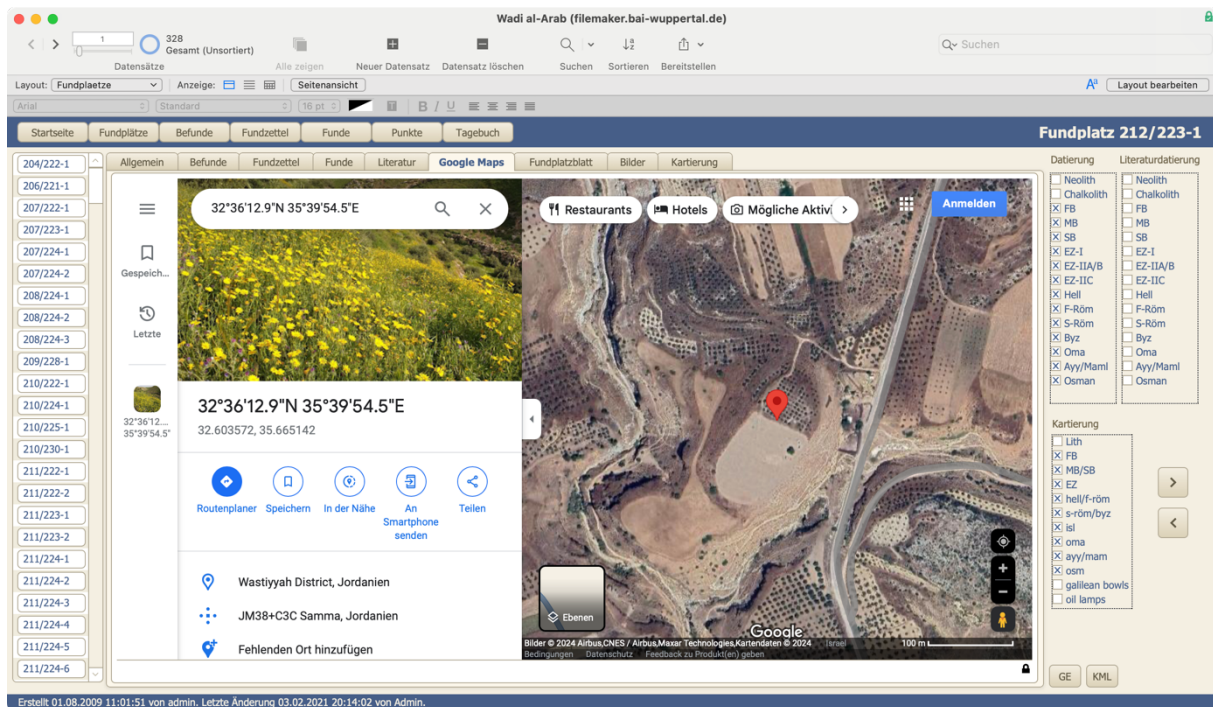 Wadi al-Arab (filemaker.bai-wuppertal.de)
1
328
Gesamt (Unsortiert)
Datensätze
Alle zeigen
Neuer Datensatz
Datensatz löschen
Suchen
Sortieren
Bereitstellen
Suchen
Layout: Fundplaetze
Anzeige:
Seitenansicht
Aa
Layout bearbeiten
Arial
Standard
16 pt
B I U
Startseite
Fundplätze
Befunde
Fundzettel
Funde
Punkte
Tagebuch
Fundplatz 212/223-1
204/222-1
206/221-1
207/222-1
207/223-1
207/224-1
207/224-2
208/224-1
208/224-2
208/224-3
209/228-1
210/222-1
210/224-1
210/225-1
210/230-1
211/222-1
211/222-2
211/223-1
211/223-2
211/224-1
211/224-2
211/224-3
211/224-4
211/224-5
211/224-6
Allgemein
Befunde
Fundzettel
Funde
Literatur
Google Maps
Fundplatzblatt
Bilder
Kartierung
Gespeich...
Letzte
32°36'12....
35°39'54.5"
32°36'12.9"N 35°39'54.5"E
32°36'12.9"N 35°39'54.5"E
32.603572, 35.665142
Routenplaner
Speichern
In der Nähe
An
Smartphone
senden
Teilen
Wastiyyah District, Jordanien
JM38+C3C Samma, Jordanien
Fehlenden Ort hinzufügen
Restaurants
Hotels
Mögliche Aktivi
Anmelden
Ebenen
Google
Bilder © 2024 Airbus,CNES / Airbus,Maxar Technologies,Kartendaten © 2024
Israel
100 m
Bedingungen
Datenschutz
Feedback zu Produkt(en) geben
Datierung
Neolith
Chalkolith
FB
MB
SB
EZ-I
EZ-IIA/B
EZ-IIC
Hell
F-Röm
S-Röm
Byz
Oma
Ayy/Maml
Osman
Literaturdatierung
Neolith
Chalkolith
FB
MB
SB
EZ-I
EZ-IIA/B
EZ-IIC
Hell
F-Röm
S-Röm
Byz
Oma
Ayy/Maml
Osman
Kartierung
Lith
FB
MB/SB
EZ
hell/f-röm
s-röm/byz
isl
oma
ayy/mam
osm
galilean bowls
oil lamps
GE
KML
Erstellt 01.08.2009 11:01:51 von admin. Letzte Änderung 03.02.2021 20:14:02 von Admin.